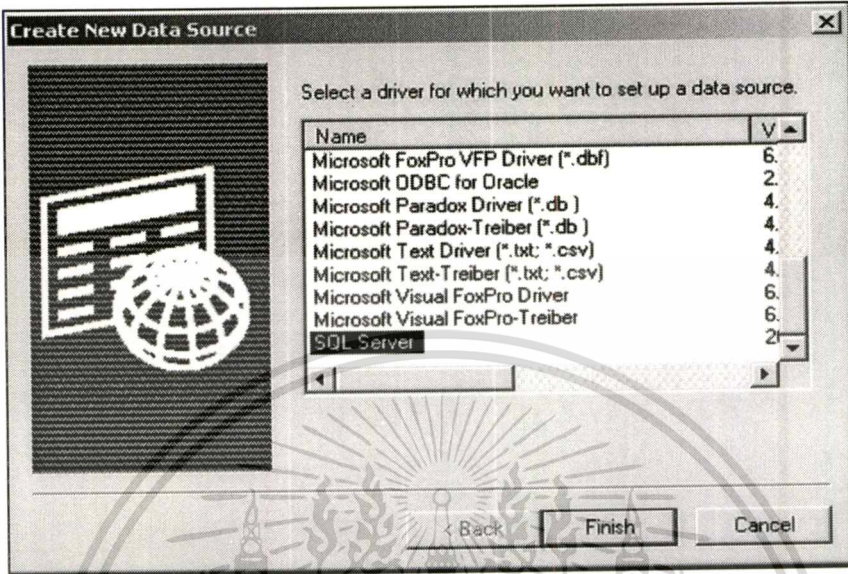 Create New Data Source
Select a driver for which you want to set up a data source.
Name V
Microsoft FoxPro VFP Driver (*.dbf) 6.
Microsoft ODBC for Oracle 2.
Microsoft Paradox Driver (*.db ) 4.
Microsoft Paradox-Treiber (*.db ) 4.
Microsoft Text Driver (*.txt; *.csv) 4.
Microsoft Text-Treiber (*.txt; *.csv) 4.
Microsoft Visual FoxPro Driver 6.
Microsoft Visual FoxPro-Treiber 6.
SQL Server
< Back Finish Cancel